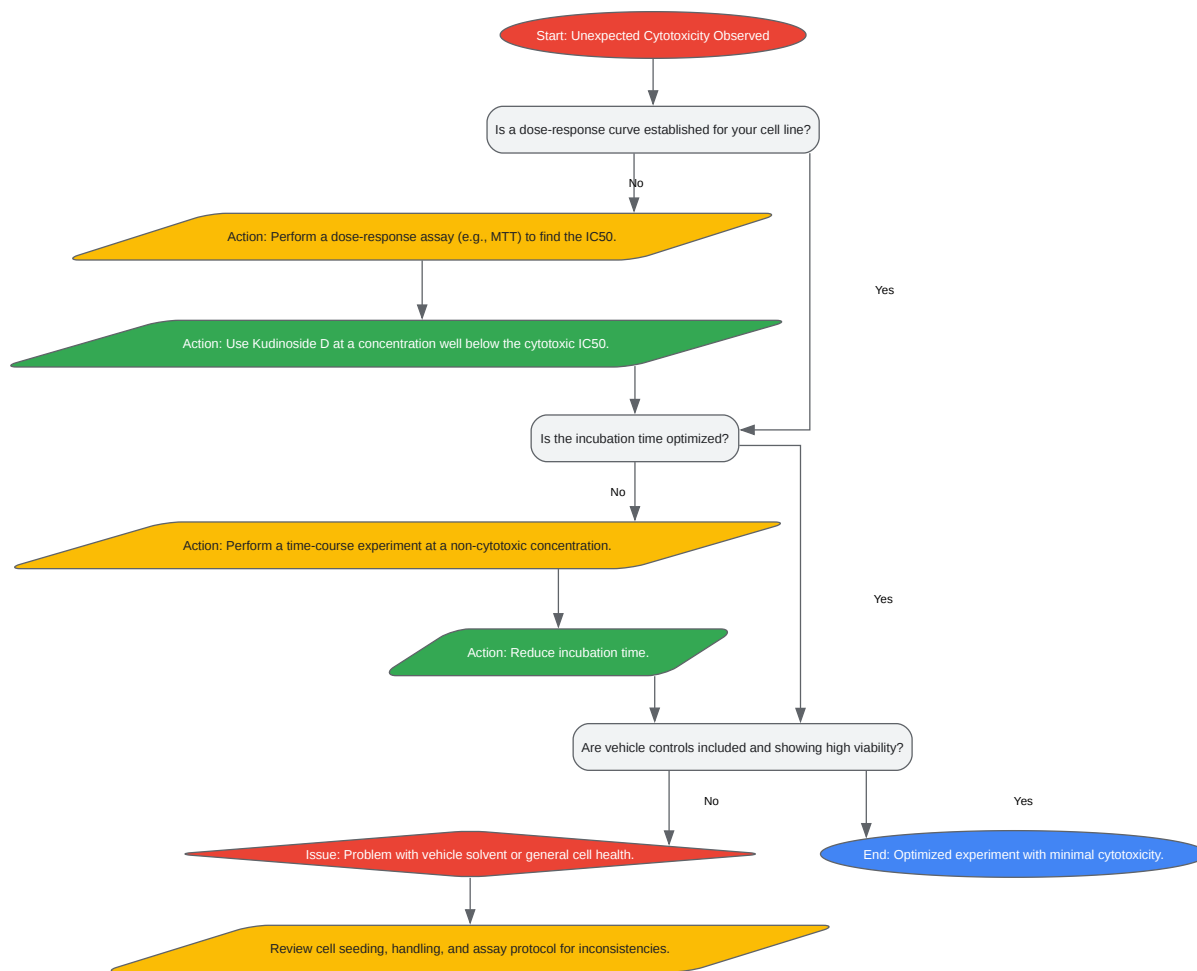 Start: Unexpected Cytotoxicity Observed
Is a dose-response curve established for your cell line?
No
Action: Perform a dose-response assay (e.g., MTT) to find the IC50.
Yes
Action: Use Kudinoside D at a concentration well below the cytotoxic IC50.
Is the incubation time optimized?
No
Action: Perform a time-course experiment at a non-cytotoxic concentration.
Yes
Action: Reduce incubation time.
Are vehicle controls included and showing high viability?
No
Yes
Issue: Problem with vehicle solvent or general cell health.
End: Optimized experiment with minimal cytotoxicity.
Review cell seeding, handling, and assay protocol for inconsistencies.